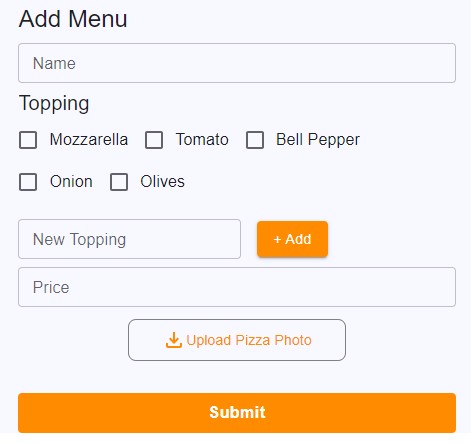 Add Menu
Name
Topping
Mozzarella Tomato Bell Pepper
Onion Olives
New Topping + Add
Price
Upload Pizza Photo
Submit